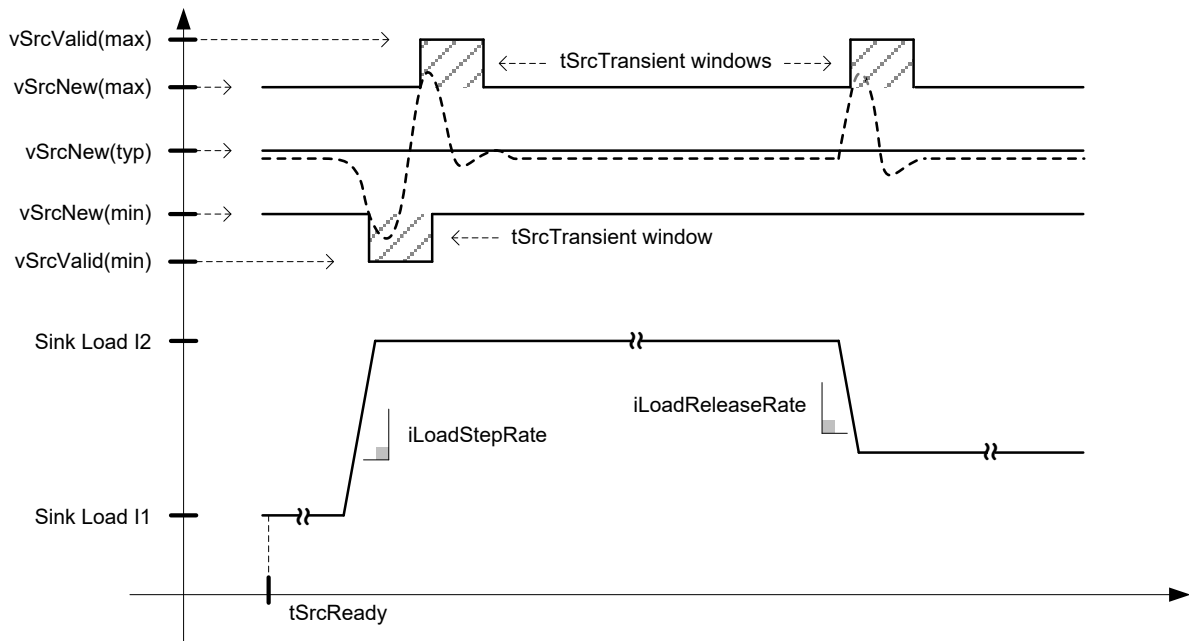 vSrcValid(max)
tSrcTransient windows
vSrcNew(max)
vSrcNew(typ)
vSrcNew(min)
tSrcTransient window
vSrcValid(min)
Sink Load I2
iLoadReleaseRate
iLoadStepRate
Sink Load I1
tSrcReady